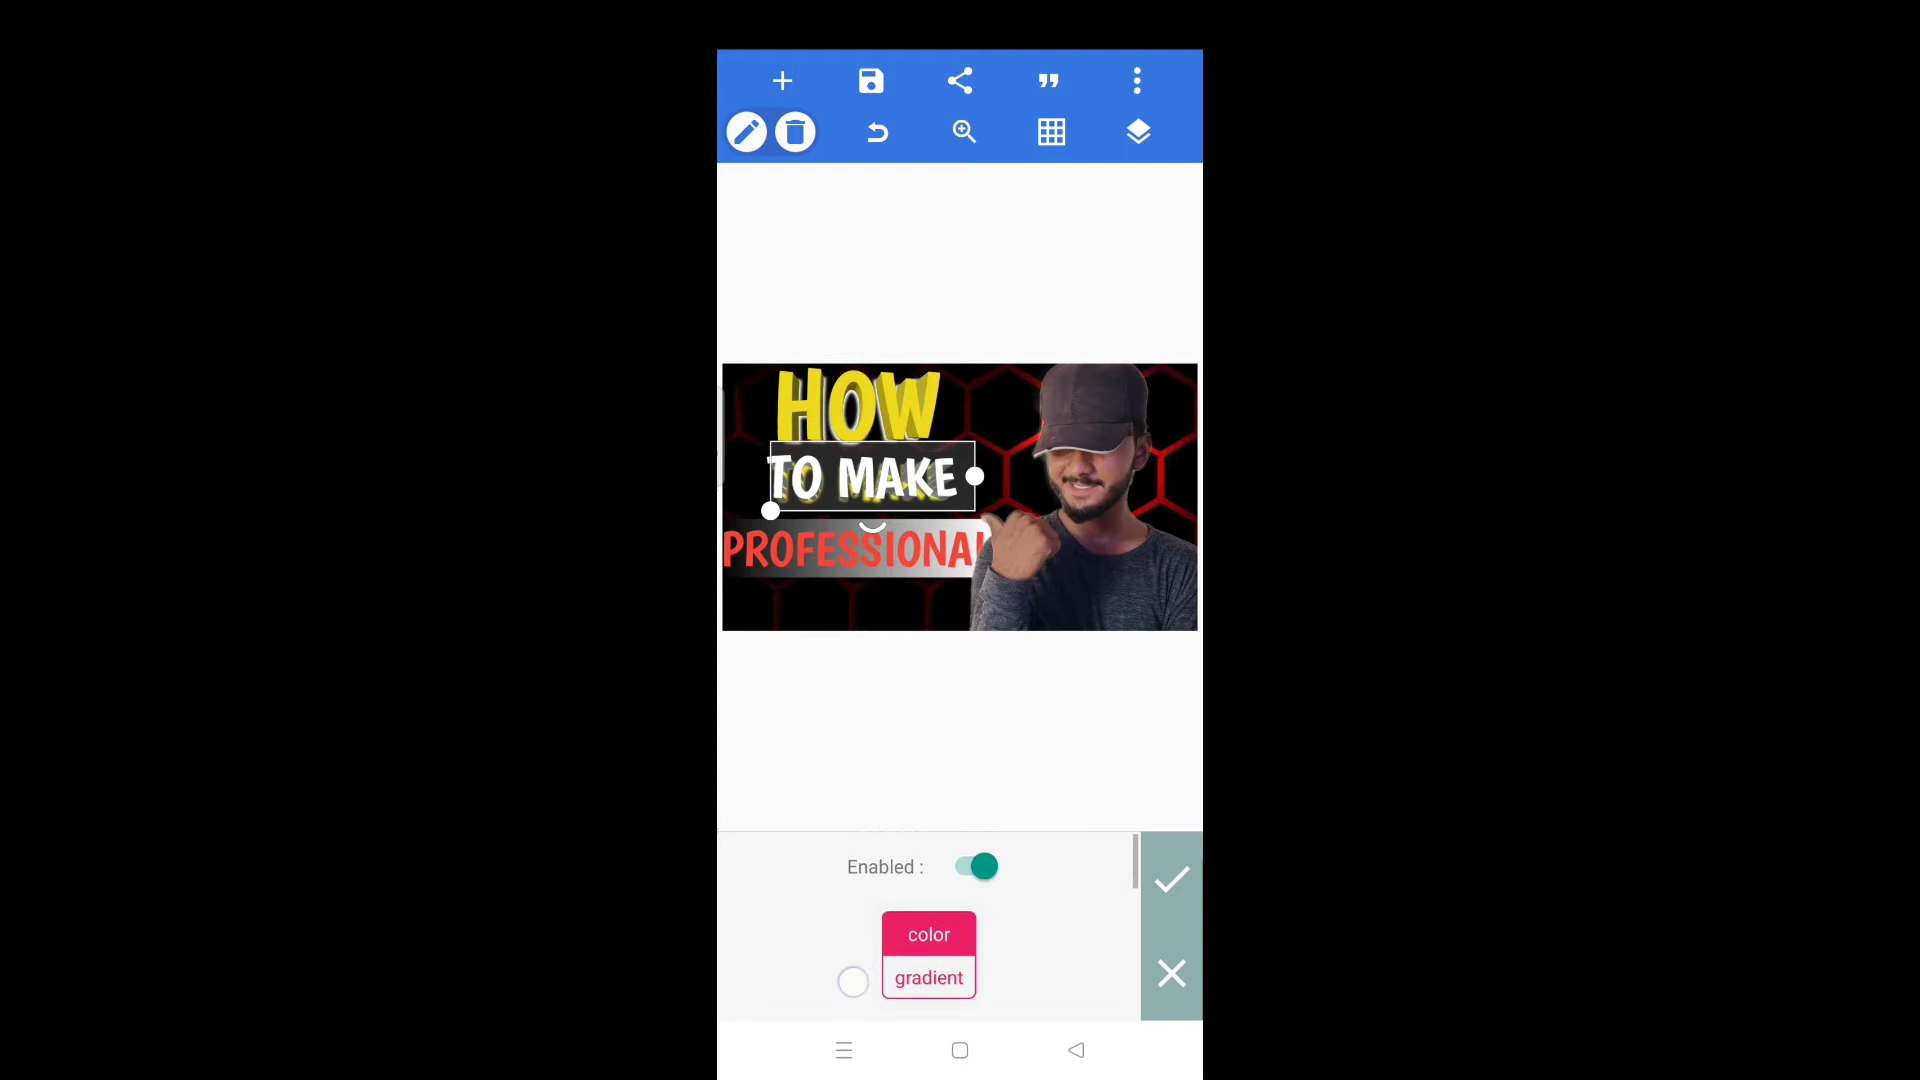 HOW
TO MAKE
PROFESSIONAL
Enabled :
color
gradient